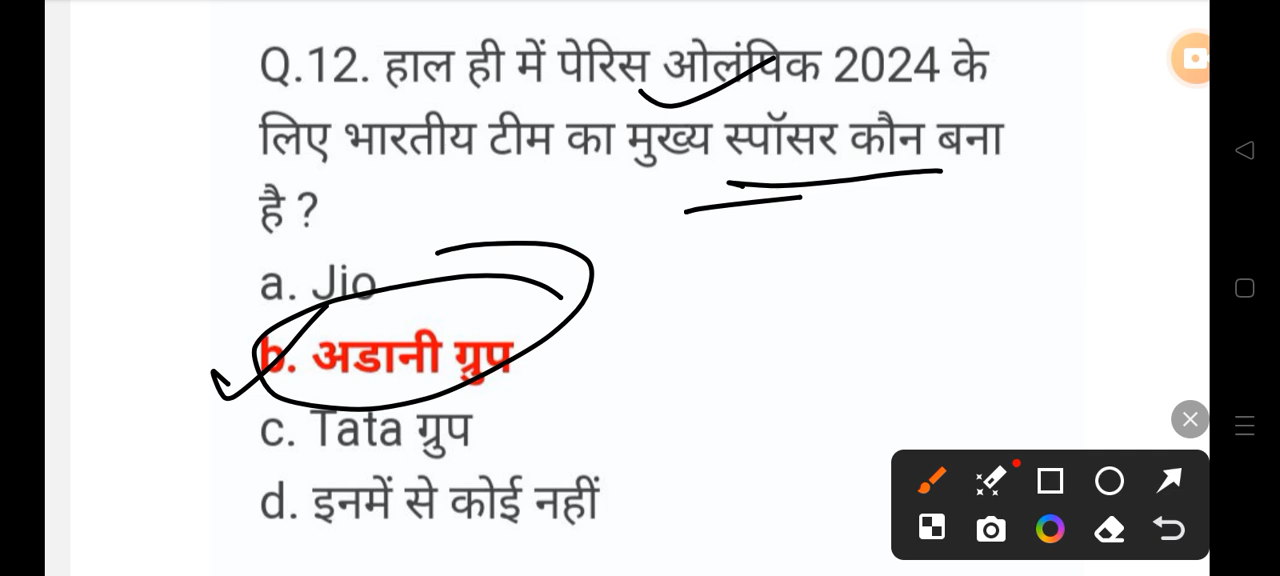 Q.12. हाल ही में पेरिस ओलंपिक 2024 के
लिए भारतीय टीम का मुख्य स्पॉसर कौन बना
है ?
a. Jio
b. अडानी ग्रुप
c. Tata ग्रुप
d. इनमें से कोई नहीं